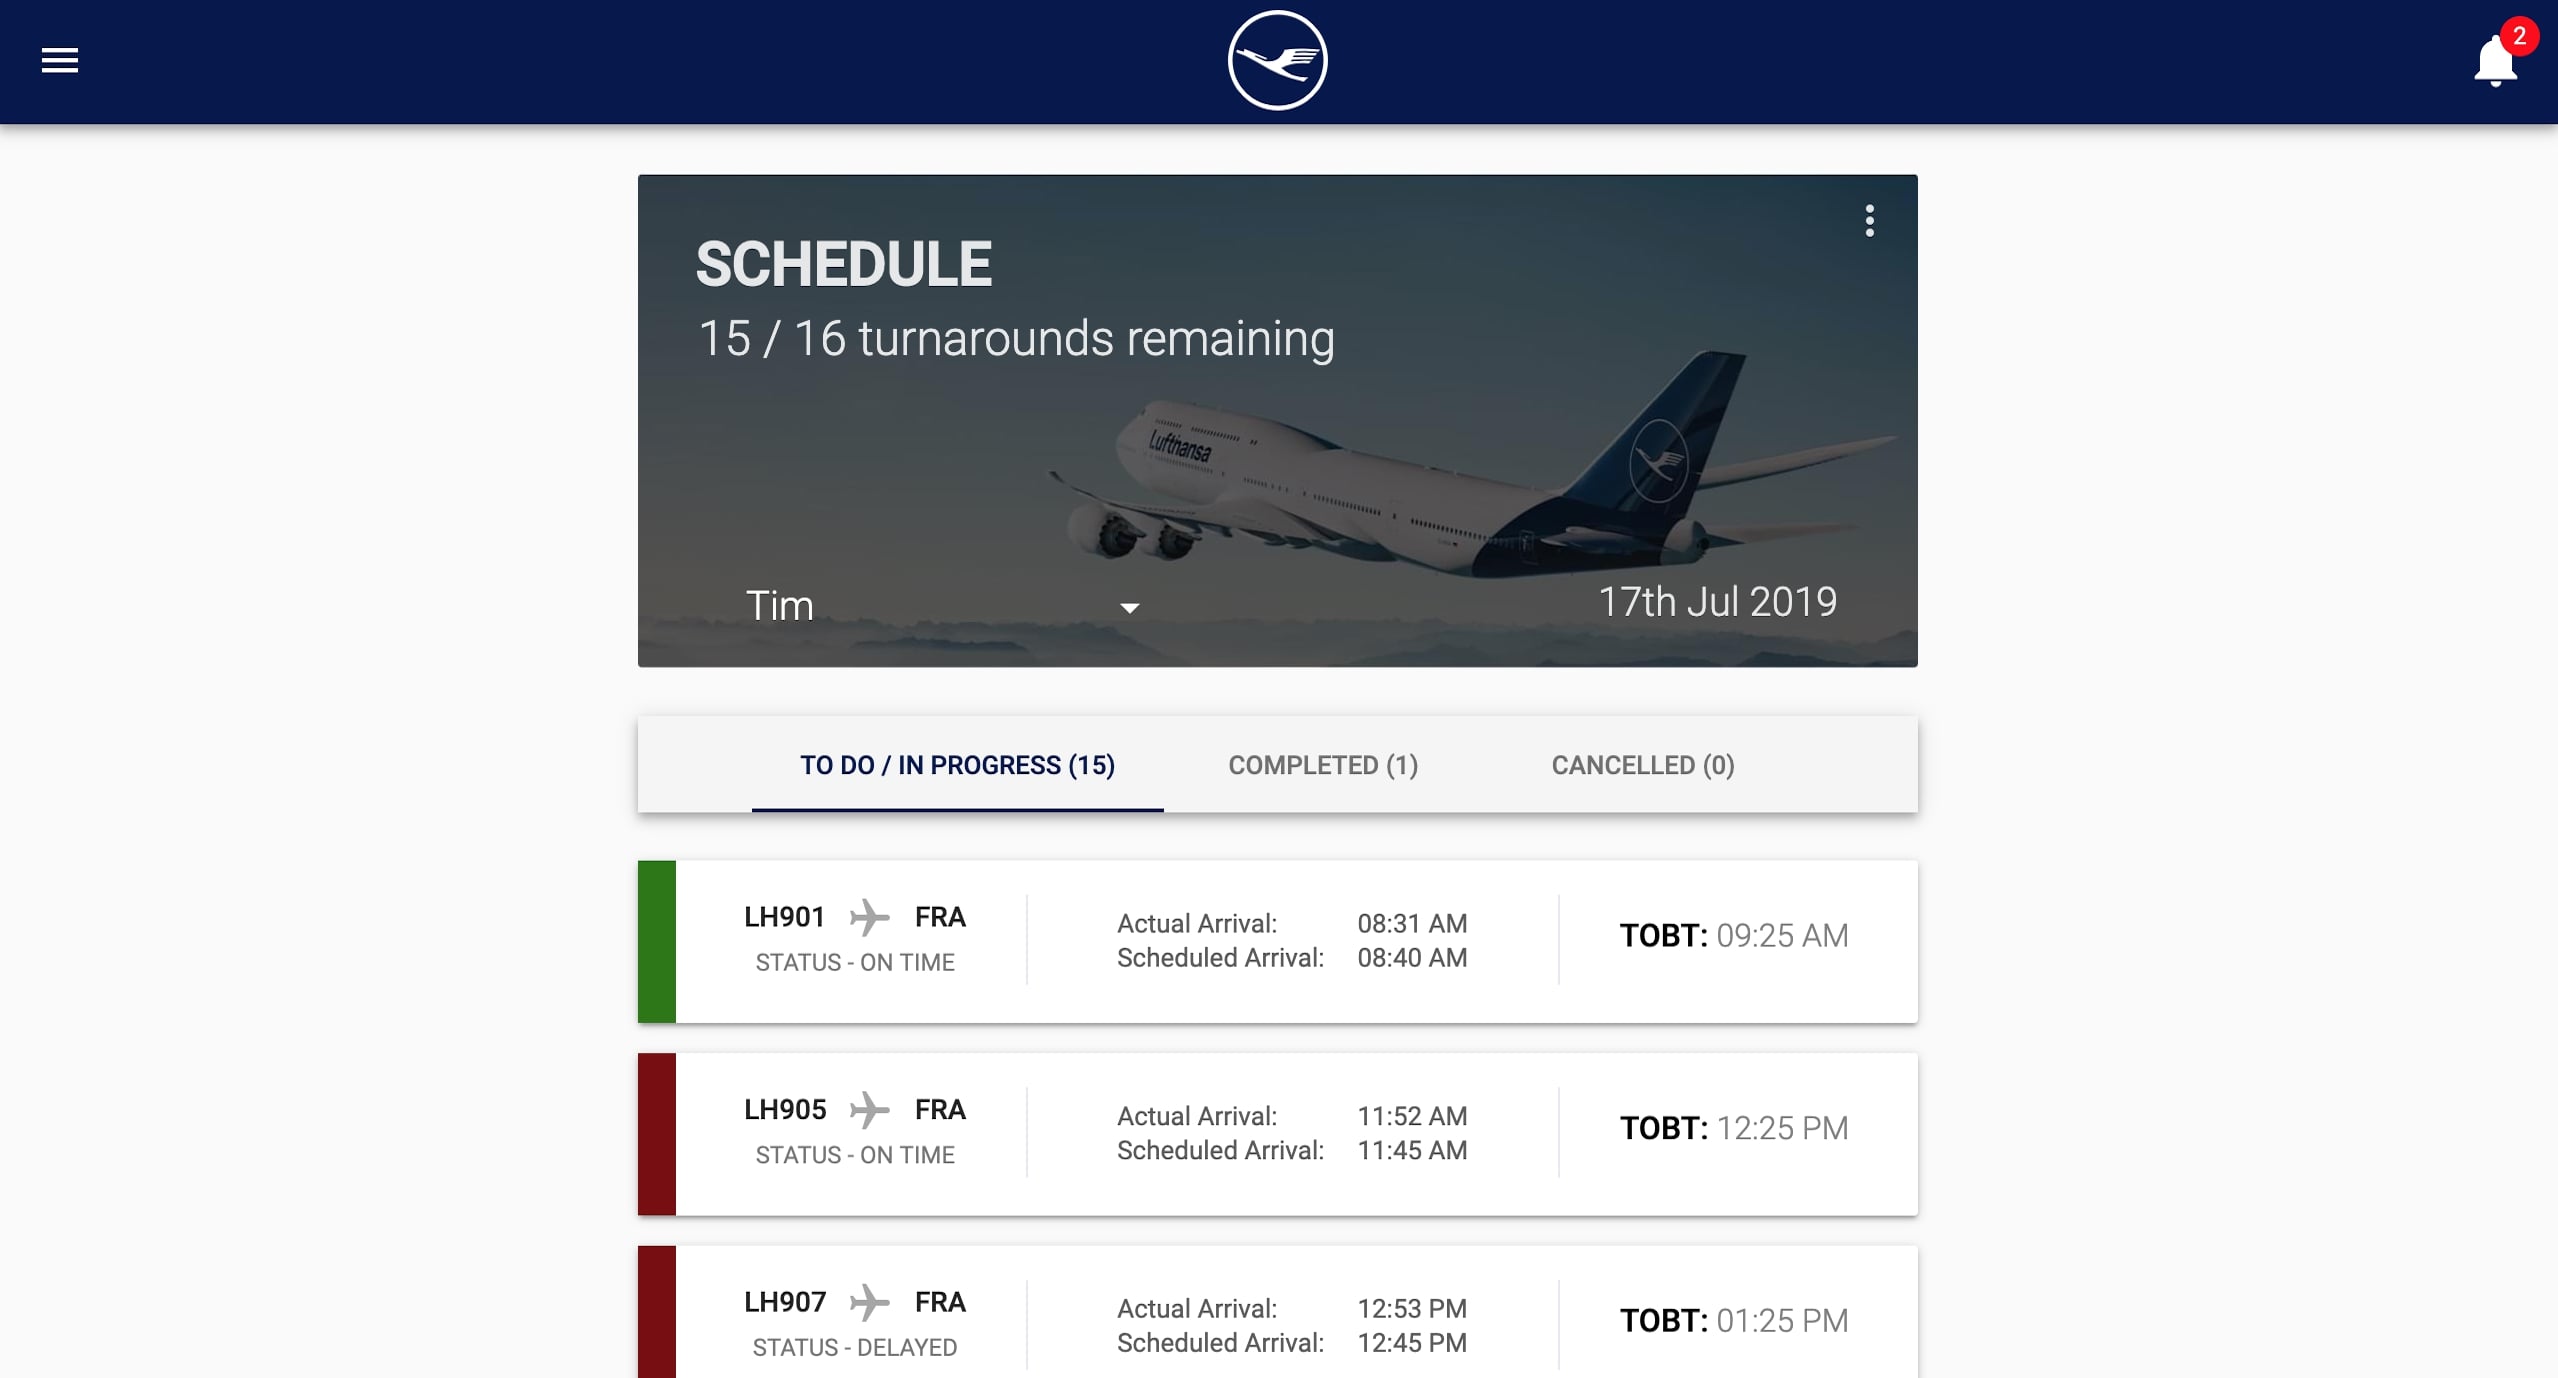 2
SCHEDULE
15 / 16 turnarounds remaining
Lufthansa
Tim
17th Jul 2019
TO DO / IN PROGRESS (15)
COMPLETED (1)
CANCELLED (0)
LH901 FRA
STATUS - ON TIME
Actual Arrival: 08:31 AM
Scheduled Arrival: 08:40 AM
TOBT: 09:25 AM
LH905 FRA
STATUS - ON TIME
Actual Arrival: 11:52 AM
Scheduled Arrival: 11:45 AM
TOBT: 12:25 PM
LH907 FRA
STATUS - DELAYED
Actual Arrival: 12:53 PM
Scheduled Arrival: 12:45 PM
TOBT: 01:25 PM